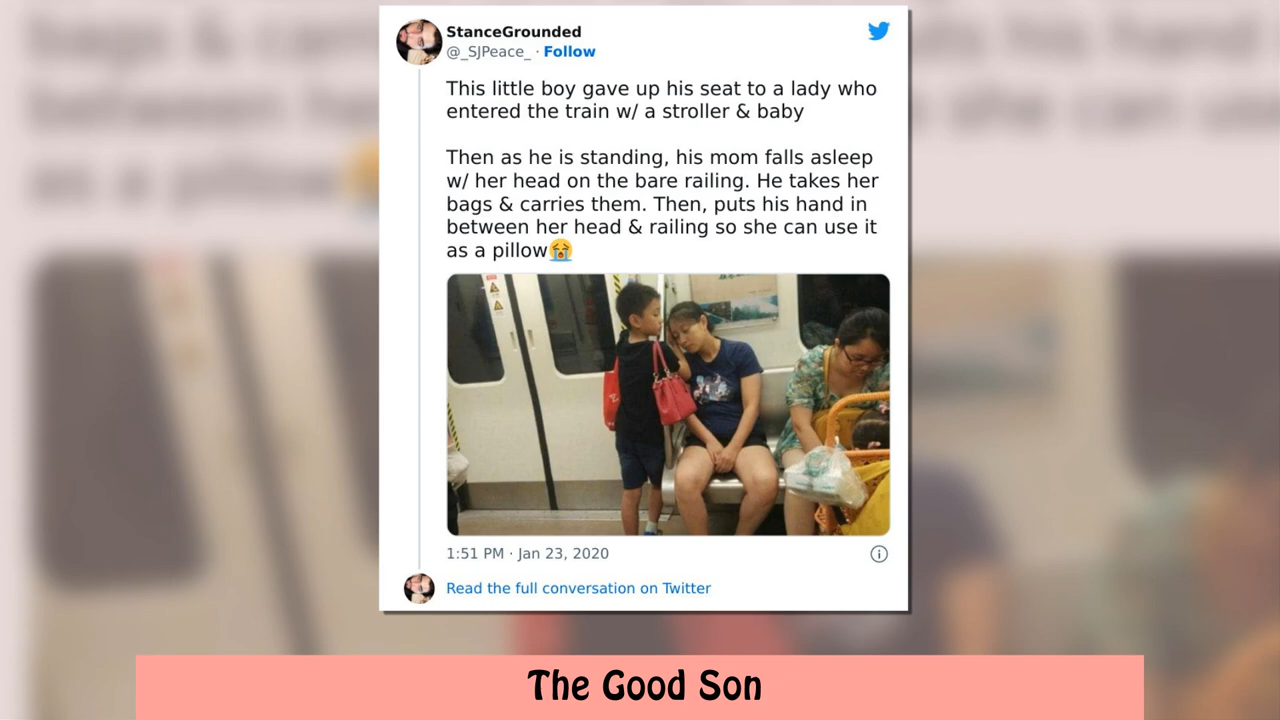 StanceGrounded
@_SJPeace_ · Follow
This little boy gave up his seat to a lady who
entered the train w/ a stroller & baby
Then as he is standing, his mom falls asleep
w/ her head on the bare railing. He takes her
bags & carries them. Then, puts his hand in
between her head & railing so she can use it
as a pillow😭
1:51 PM · Jan 23, 2020
Read the full conversation on Twitter
The Good Son